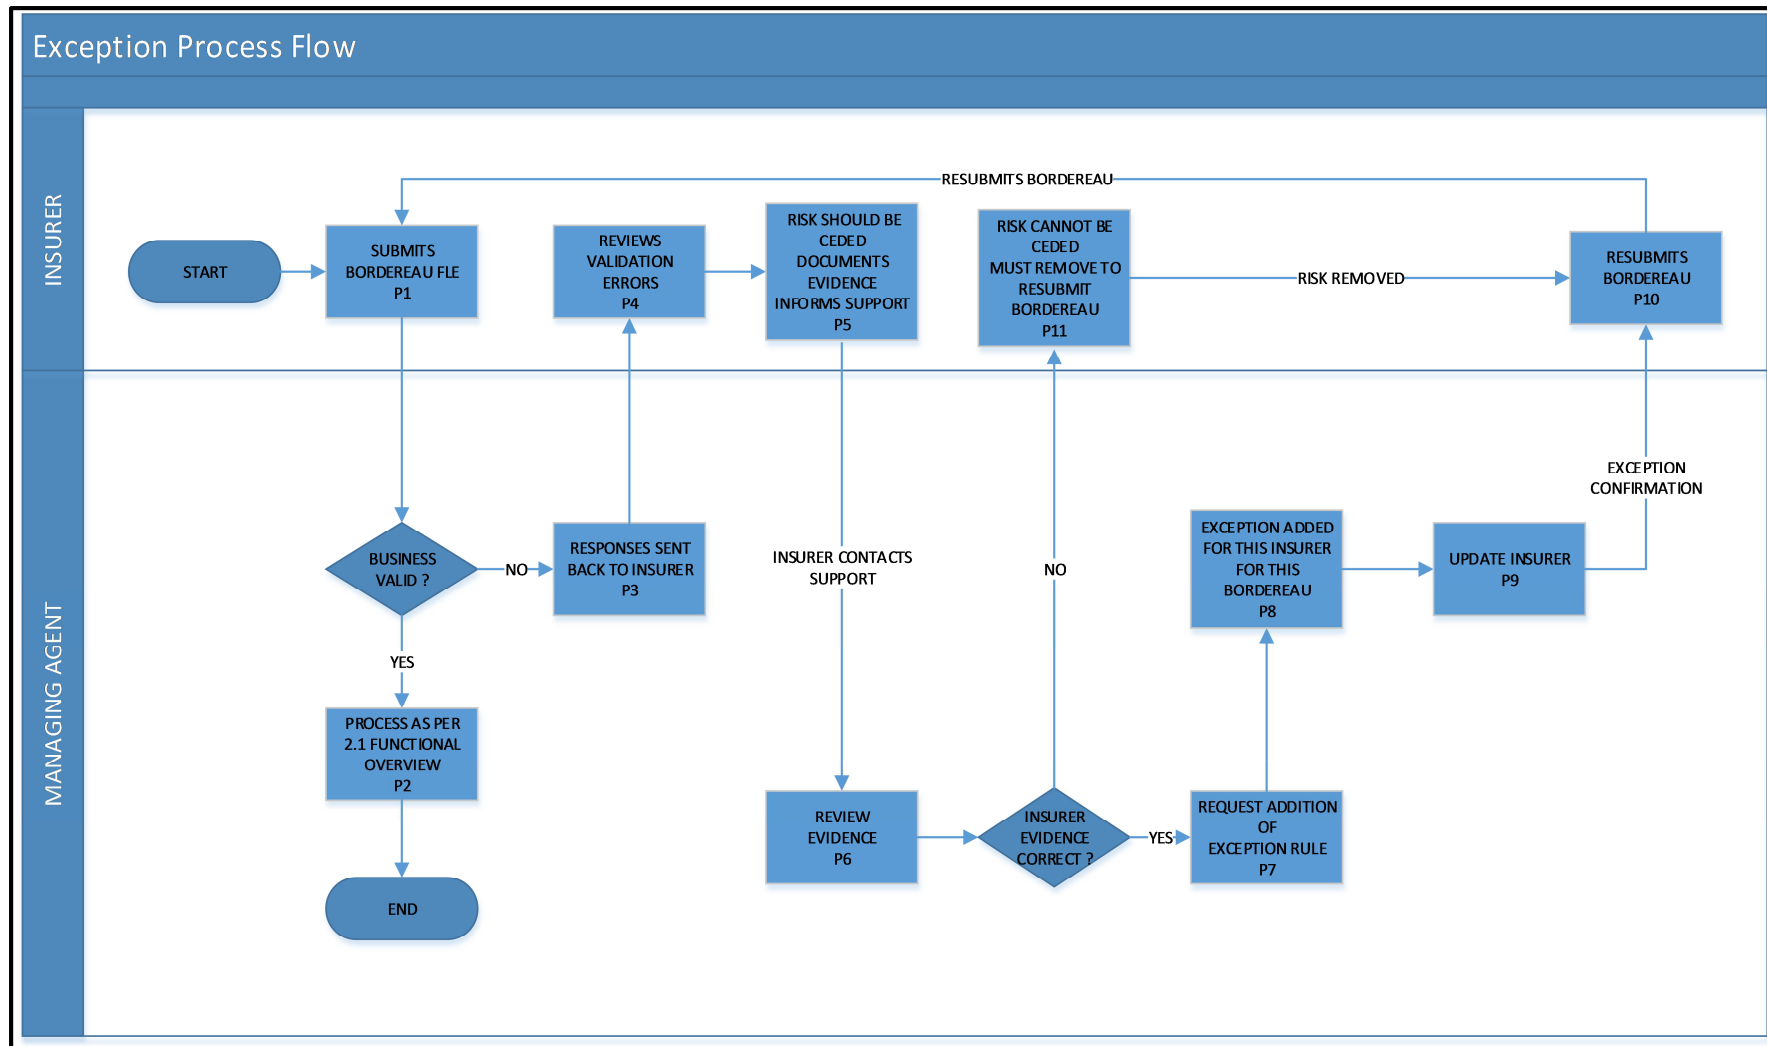 Exception Process Flow
INSURER
RESUBMITS BORDEREAU
START
SUBMITS
BORDEREAU FLE
P1
REVIEWS
VALIDATION
ERRORS
P4
RISK SHOULD BE
CEDED
DOCUMENTS
EVIDENCE
INFORMS SUPPORT
P5
RISK CANNOT BE
CEDED
MUST REMOVE TO
RESUBMIT
BORDEREAU
P11
RISK REMOVED
RESUBMITS
BORDEREAU
P10
MANAGING AGENT
BUSINESS
VALID ?
NO
RESPONSES SENT
BACK TO INSURER
P3
INSURER CONTACTS
SUPPORT
NO
EXCEPTION ADDED
FOR THIS INSURER
FOR THIS
BORDEREAU
P8
UPDATE INSURER
P9
EXCEPTION
CONFIRMATION
YES
PROCESS AS PER
2.1 FUNCTIONAL
OVERVIEW
P2
REVIEW
EVIDENCE
P6
INSURER
EVIDENCE
CORRECT ?
YES
REQUEST ADDITION
OF
EXCEPTION RULE
P7
END